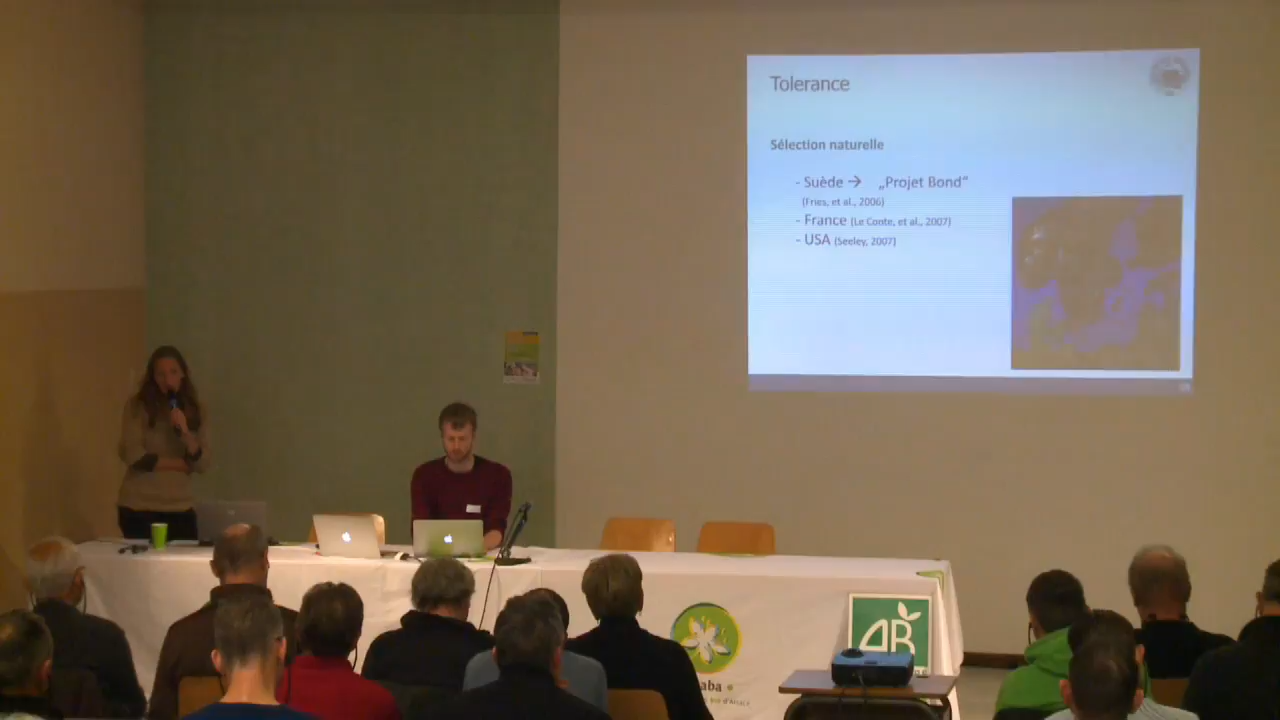 Tolerance
Sélection naturelle
- Suède → „Projet Bond“
(Fries, et al., 2006)
- France (Le Conte, et al., 2007)
- USA (Seeley, 2007)
AB
aba